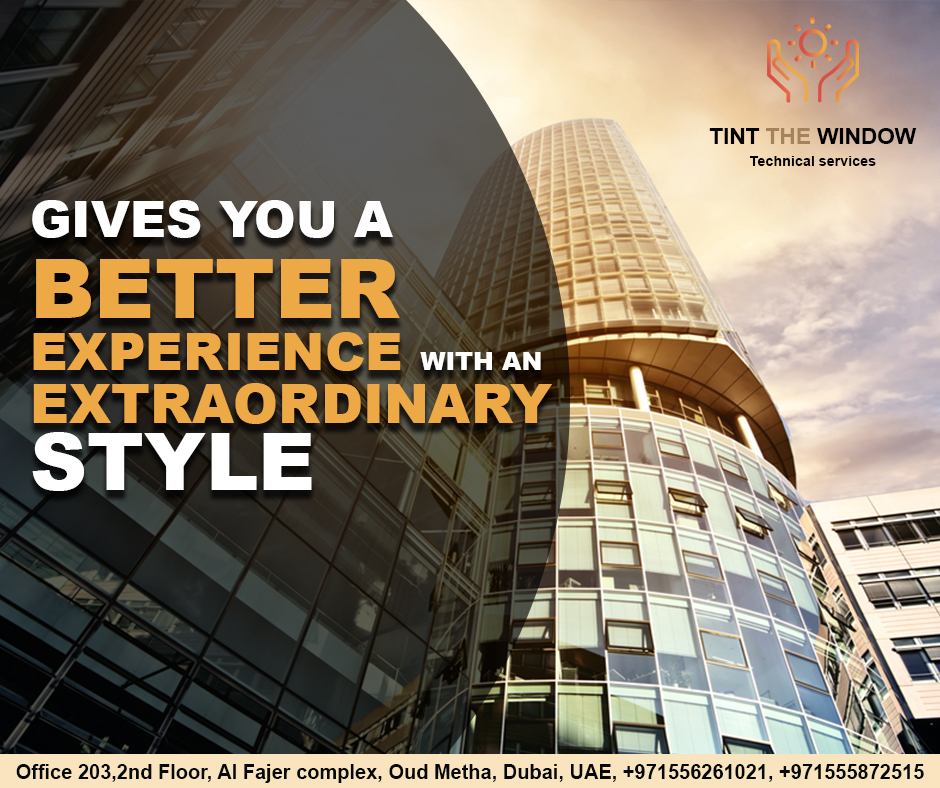 TINT THE WINDOW
Technical services
GIVES YOU A
BETTER
EXPERIENCE WITH AN
EXTRAORDINARY
STYLE
Office 203,2nd Floor, Al Fajer complex, Oud Metha, Dubai, UAE, +971556261021, +971555872515